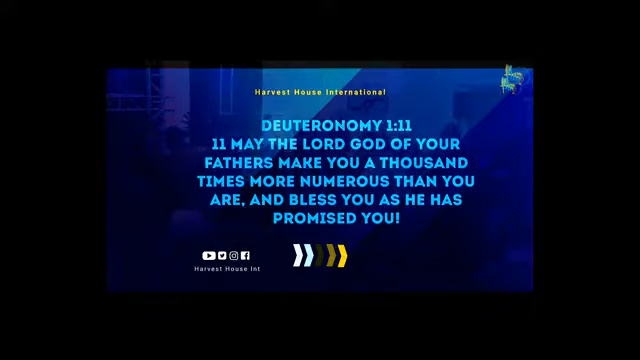 Harvest House International
DEUTERONOMY 1:11
11 MAY THE LORD GOD OF YOUR
FATHERS MAKE YOU A THOUSAND
TIMES MORE NUMEROUS THAN YOU
ARE, AND BLESS YOU AS HE HAS
PROMISED YOU!
Harvest House Int